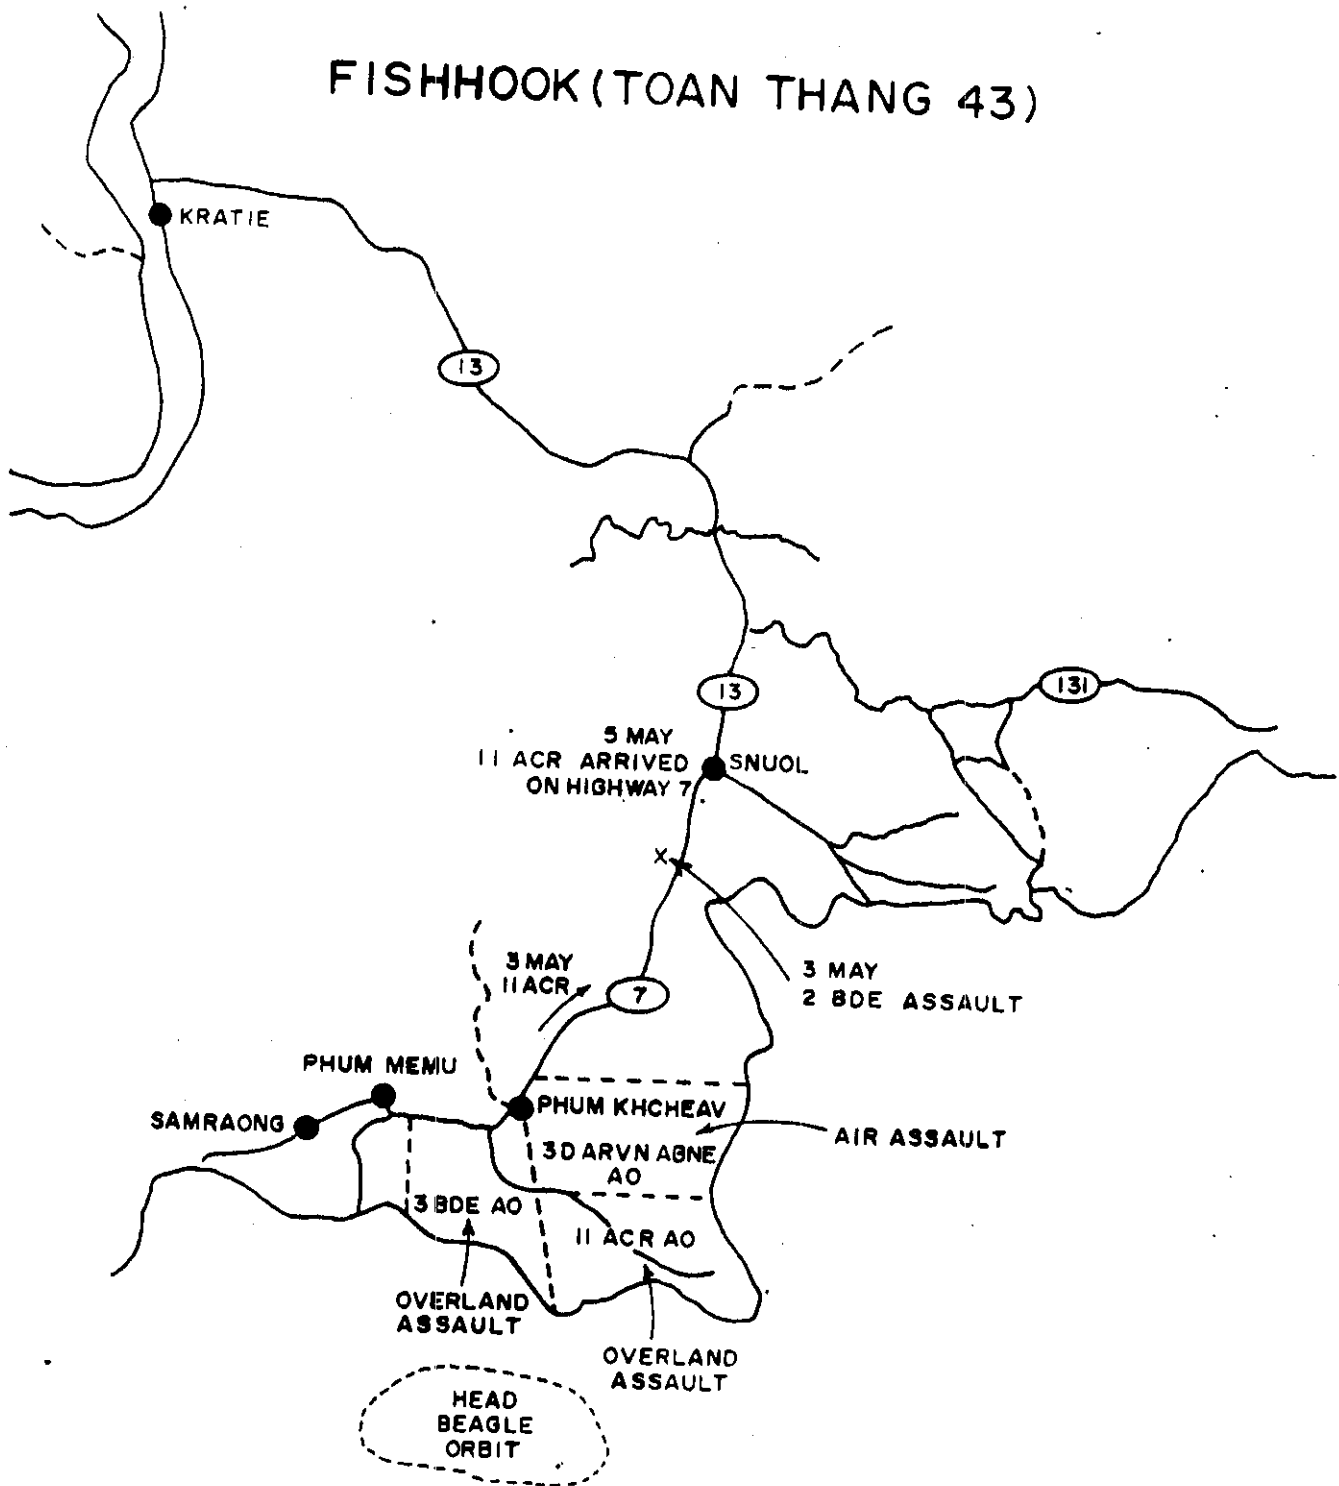 FISHHOOK (TOAN THANG 43)
KRATIE
13
131
13
5 MAY
11 ACR ARRIVED
ON HIGHWAY 7
SNUOL
X
3 MAY
11 ACR
7
3 MAY
2 BDE ASSAULT
PHUM MEMU
SAMRAONG
PHUM KHCHEAV
AIR ASSAULT
3D ARVN ABNE
AO
3 BDE AO
11 ACR AO
OVERLAND
ASSAULT
OVERLAND
ASSAULT
HEAD
BEAGLE
ORBIT